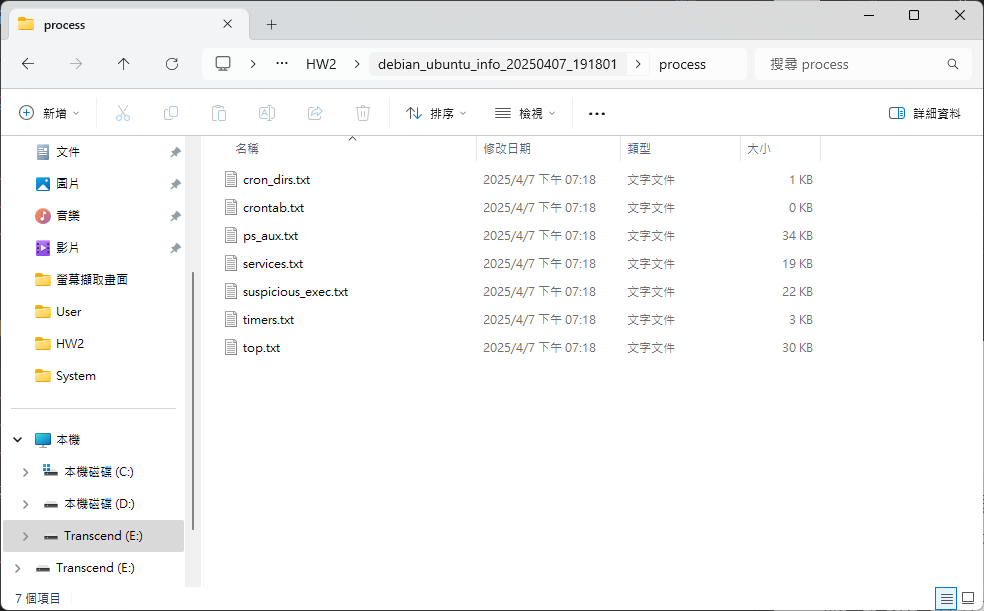 process
HW2
debian_ubuntu_info_20250407_191801
process
搜尋 process
新增
排序
檢視
詳細資料
文件
圖片
音樂
影片
螢幕擷取畫面
User
HW2
System
本機
本機磁碟 (C:)
本機磁碟 (D:)
Transcend (E:)
Transcend (E:)
名稱 修改日期 類型 大小
cron_dirs.txt 2025/4/7 下午 07:18 文字文件 1 KB
crontab.txt 2025/4/7 下午 07:18 文字文件 0 KB
ps_aux.txt 2025/4/7 下午 07:18 文字文件 34 KB
services.txt 2025/4/7 下午 07:18 文字文件 19 KB
suspicious_exec.txt 2025/4/7 下午 07:18 文字文件 22 KB
timers.txt 2025/4/7 下午 07:18 文字文件 3 KB
top.txt 2025/4/7 下午 07:18 文字文件 30 KB
7 個項目